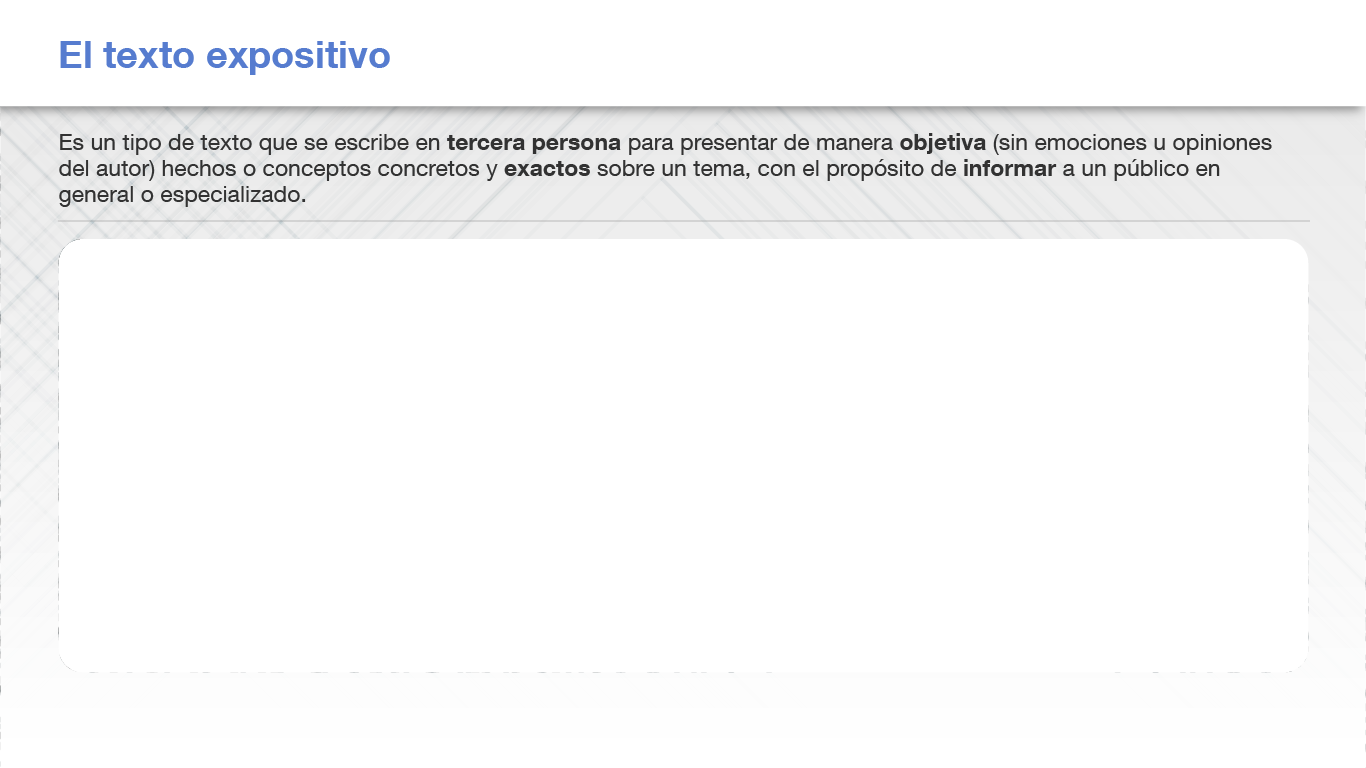 El texto expositivo
Es un tipo de texto que se escribe en tercera persona para presentar de manera objetiva (sin emociones u opiniones
del autor) hechos o conceptos concretos y exactos sobre un tema, con el propósito de informar a un público en
general o especializado.